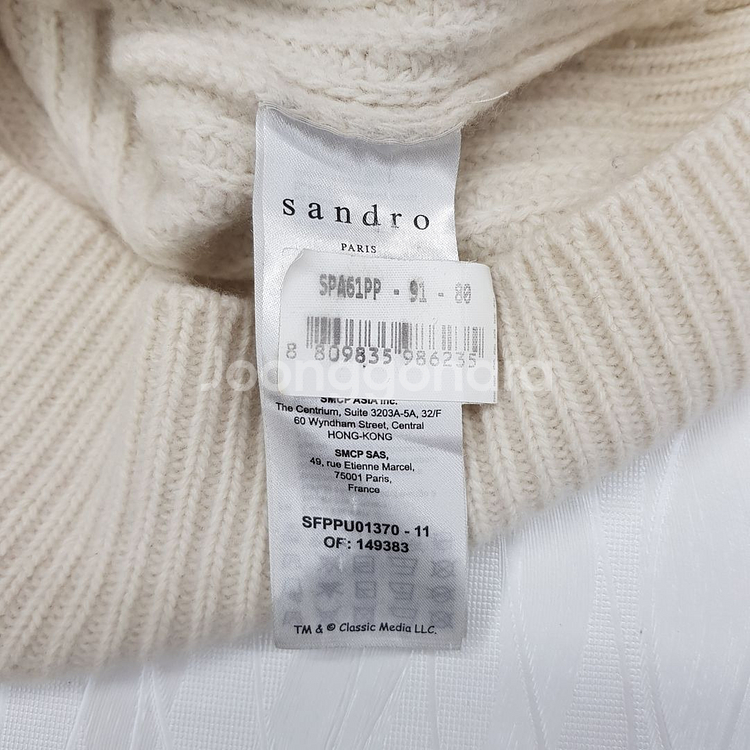 sandro
PARIS
SPA61PP - 91 - 80
8 809835 986235
Joonggonara
SMCP ASIA Inc.
The Centrium, Suite 3203A-5A, 32/F
60 Wyndham Street, Central
HONG-KONG
SMCP SAS,
49, rue Etienne Marcel,
75001 Paris,
France
SFPPU01370 - 11
OF: 149383
TM & © Classic Media LLC.